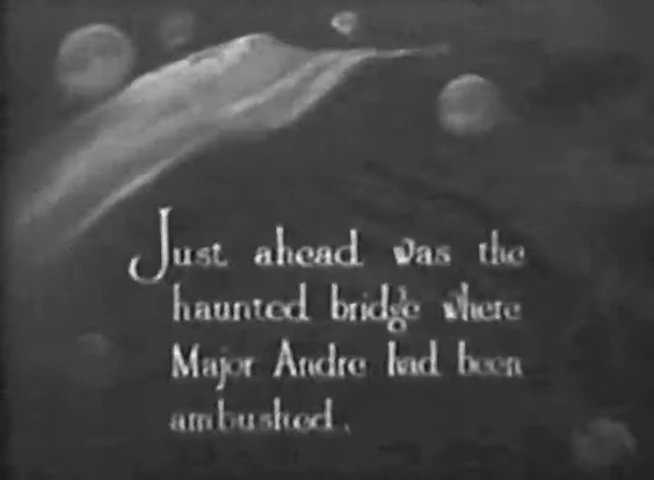 Just ahead was the
haunted bridge where
Major Andre had been
ambushed.